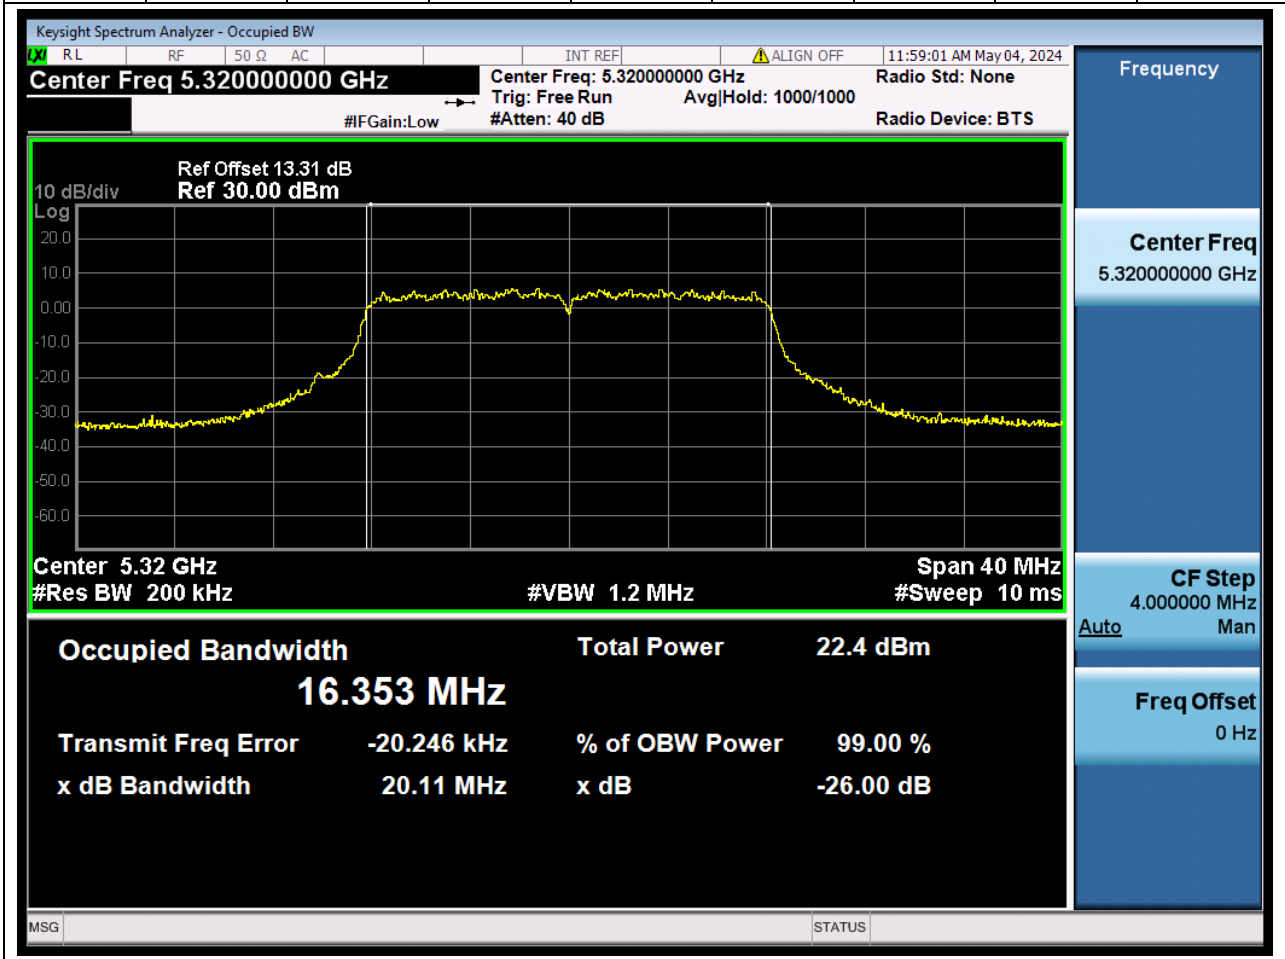 Keysight Spectrum Analyzer - Occupied BW
LXI RL RF 50 Ω AC INT REF ALIGN OFF 11:59:01 AM May 04, 2024
Center Freq 5.320000000 GHz
Center Freq: 5.320000000 GHz
Radio Std: None
Trig: Free Run Avg|Hold: 1000/1000
#IFGain:Low
#Atten: 40 dB
Radio Device: BTS
Ref Offset 13.31 dB
10 dB/div Ref 30.00 dBm
Log
20.0
10.0
0.00
-10.0
-20.0
-30.0
-40.0
-50.0
-60.0
Center 5.32 GHz Span 40 MHz
#Res BW 200 kHz #VBW 1.2 MHz #Sweep 10 ms
Occupied Bandwidth Total Power 22.4 dBm
16.353 MHz
Transmit Freq Error -20.246 kHz % of OBW Power 99.00 %
x dB Bandwidth 20.11 MHz x dB -26.00 dB
MSG STATUS
Frequency
Center Freq
5.320000000 GHz
CF Step
4.000000 MHz
Auto Man
Freq Offset
0 Hz